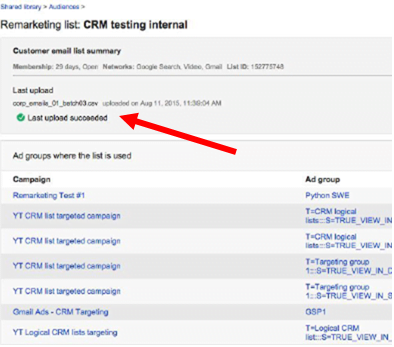 Shared library > Audiences >
Remarketing list: CRM testing internal
Customer email list summary
Membership: 29 days, Open Networks: Google Search, Video, Gmail List ID: 152775748
Last upload
corp_emails_01_batch03.csv uploaded on Aug 11, 2015, 11:39:04 AM
Last upload succeeded
Ad groups where the list is used
Campaign Ad group
Remarketing Test #1 Python SWE
YT CRM list targeted campaign T=CRM logical
lists:::S=TRUE_VIEW_IN
YT CRM list targeted campaign T=CRM logical
lists:::S=TRUE_VIEW_IN
YT CRM list targeted campaign T=Targeting group
1:::S=TRUE_VIEW_IN_D
YT CRM list targeted campaign T=Targeting group
1:::S=TRUE_VIEW_IN_S
Gmail Ads - CRM Targeting GSP1
YT Logical CRM lists targeting T=Logical CRM
list:::S=TRUE_VIEW_IN_